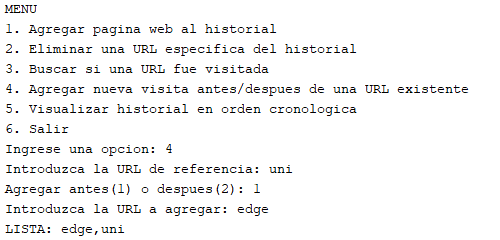 MENU
1. Agregar pagina web al historial
2. Eliminar una URL especifica del historial
3. Buscar si una URL fue visitada
4. Agregar nueva visita antes/despues de una URL existente
5. Visualizar historial en orden cronologica
6. Salir
Ingrese una opcion: 4
Introduzca la URL de referencia: uni
Agregar antes(1) o despues(2): 1
Introduzca la URL a agregar: edge
LISTA: edge,uni